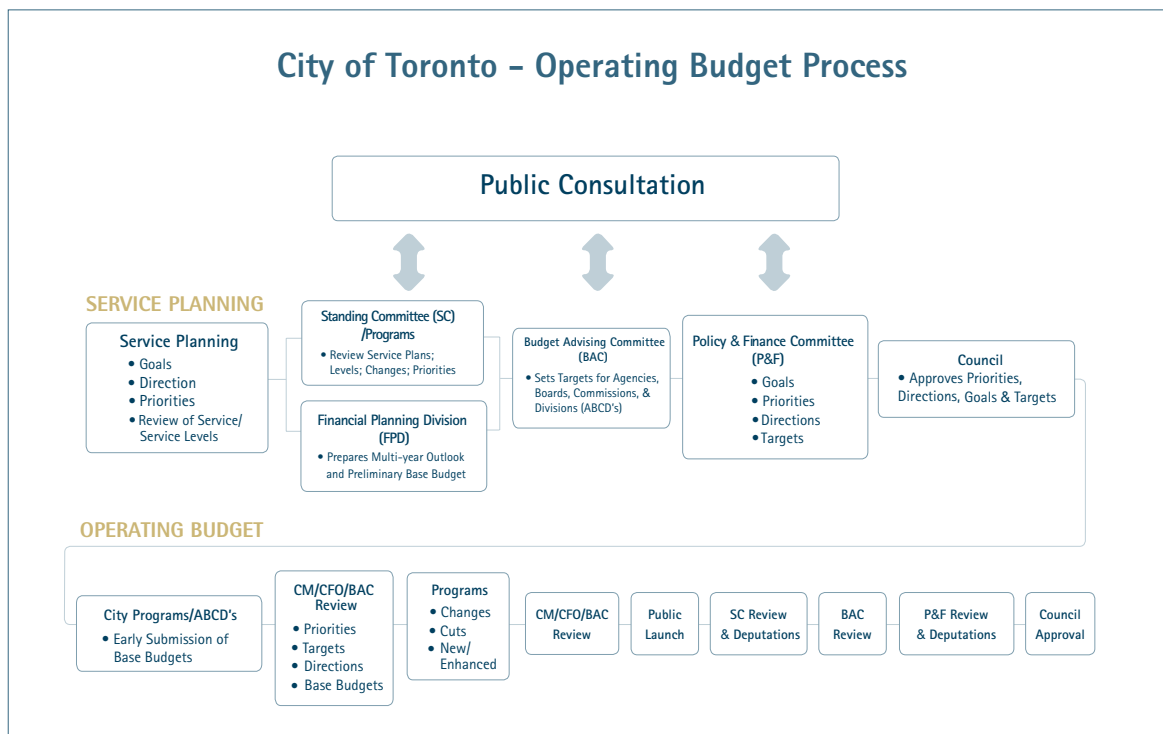 City of Toronto - Operating Budget Process
Public Consultation
SERVICE PLANNING
Service Planning
• Goals
• Direction
• Priorities
• Review of Service/
Service Levels
Standing Committee (SC)
/Programs
• Review Service Plans;
Levels; Changes; Priorities
Financial Planning Division
(FPD)
• Prepares Multi-year Outlook
and Preliminary Base Budget
Budget Advising Committee
(BAC)
• Sets Targets for Agencies,
Boards, Commissions, &
Divisions (ABCD's)
Policy & Finance Committee
(P&F)
• Goals
• Priorities
• Directions
• Targets
Council
• Approves Priorities,
Directions, Goals & Targets
OPERATING BUDGET
City Programs/ABCD's
• Early Submission of
Base Budgets
CM/CFO/BAC
Review
• Priorities
• Targets
• Directions
• Base Budgets
Programs
• Changes
• Cuts
• New/
Enhanced
CM/CFO/BAC
Review
Public
Launch
SC Review
& Deputations
BAC
Review
P&F Review
& Deputations
Council
Approval